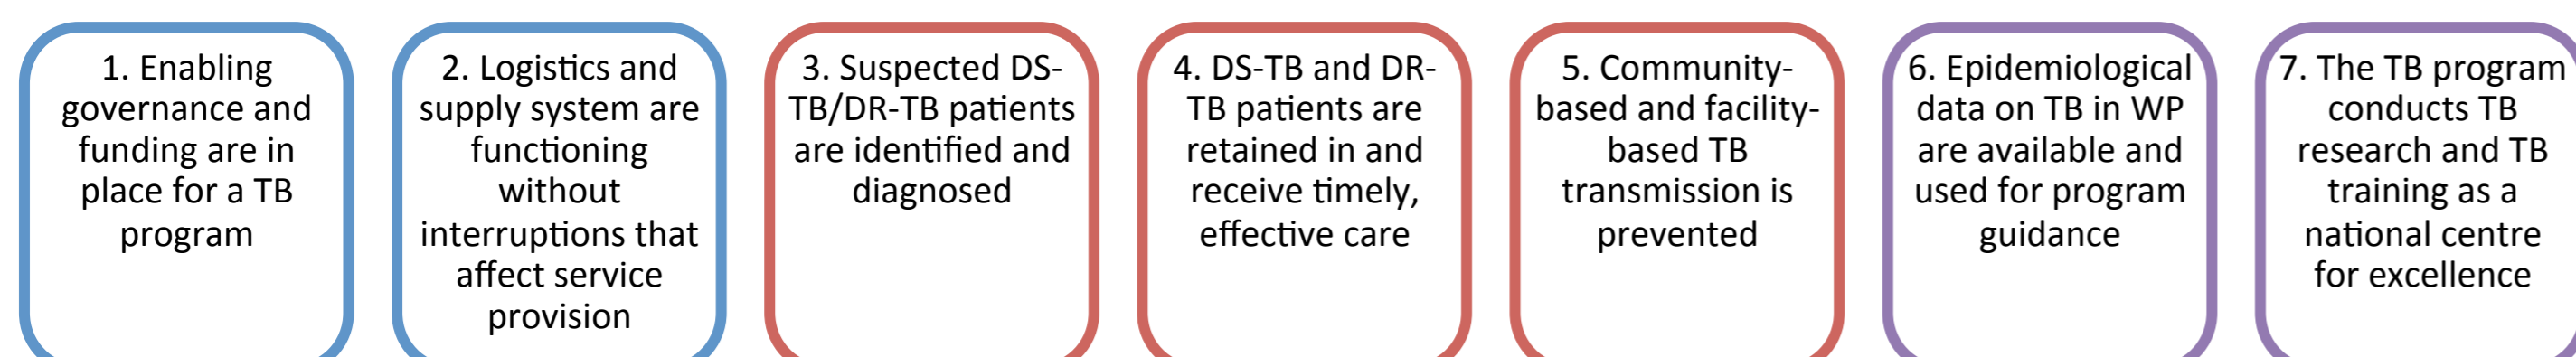 1. Enabling
governance and
funding are in
place for a TB
program
2. Logistics and
supply system are
functioning
without
interruptions that
affect service
provision
3. Suspected DS-
TB/DR-TB patients
are identified and
diagnosed
4. DS-TB and DR-
TB patients are
retained in and
receive timely,
effective care
5. Community-
based and facility-
based TB
transmission is
prevented
6. Epidemiological
data on TB in WP
are available and
used for program
guidance
7. The TB program
conducts TB
research and TB
training as a
national centre
for excellence